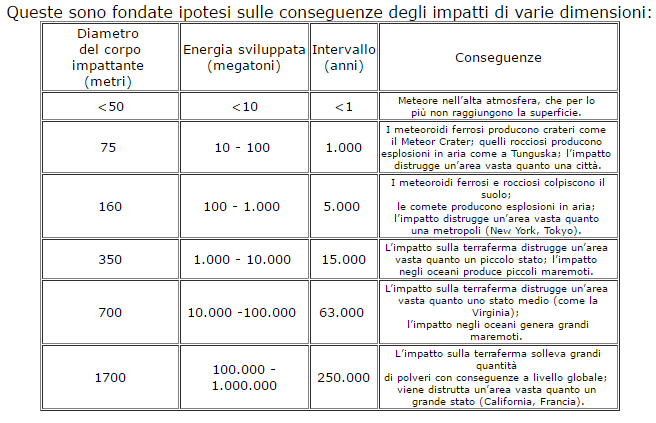 Queste sono fondate ipotesi sulle conseguenze degli impatti di varie dimensioni:
Diametro
del corpo
impattante
(metri)
Energia sviluppata
(megatoni)
Intervallo
(anni)
Conseguenze
<50
<10
<1
Meteore nell'alta atmosfera, che per lo
più non raggiungono la superficie.
75
10 - 100
1.000
I meteoroidi ferrosi producono crateri come
il Meteor Crater; quelli rocciosi producono
esplosioni in aria come a Tunguska; l'impatto
distrugge un'area vasta quanto una città.
160
100 - 1.000
5.000
I meteoroidi ferrosi e rocciosi colpiscono il
suolo;
le comete producono esplosioni in aria;
l'impatto distrugge un'area vasta quanto
una metropoli (New York, Tokyo).
350
1.000 - 10.000
15.000
L'impatto sulla terraferma distrugge un'area
vasta quanto un piccolo stato; l'impatto
negli oceani produce piccoli maremoti.
700
10.000 -100.000
63.000
L'impatto sulla terraferma distrugge un'area
vasta quanto uno stato medio (come la
Virginia);
l'impatto negli oceani genera grandi
maremoti.
1700
100.000 -
1.000.000
250.000
L'impatto sulla terraferma solleva grandi
quantità
di polveri con conseguenze a livello globale;
viene distrutta un'area vasta quanto un
grande stato (California, Francia).